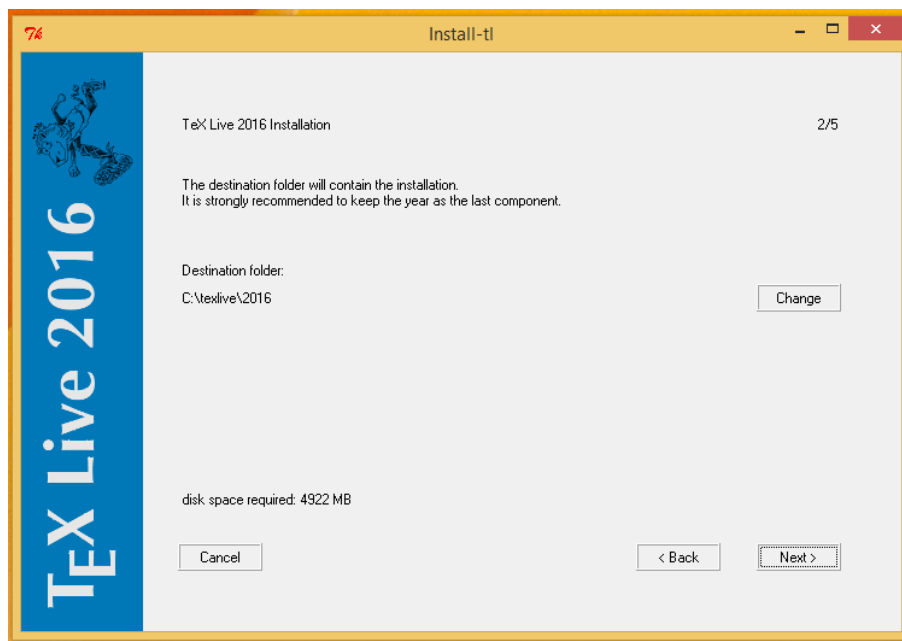 Install-tl
TeX Live 2016
TeX Live 2016 Installation
2/5
The destination folder will contain the installation.
It is strongly recommended to keep the year as the last component.
Destination folder:
C:\texlive\2016
Change
disk space required: 4922 MB
Cancel
< Back
Next >